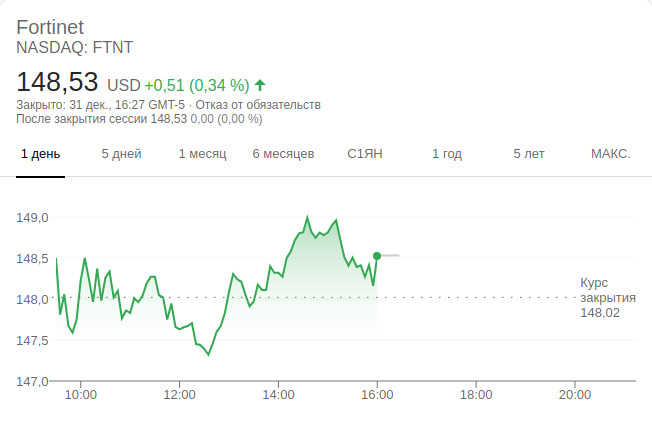 Fortinet
NASDAQ: FTNT
148,53 USD +0,51 (0,34 %)
Закрыто: 31 дек., 16:27 GMT-5 · Отказ от обязательств
После закрытия сессии 148,53 0,00 (0,00 %)
1 день 5 дней 1 месяц 6 месяцев С1ЯН 1 год 5 лет МАКС.
149,0
148,5
148,0
147,5
147,0
Курс
закрытия
148,02
10:00 12:00 14:00 16:00 18:00 20:00